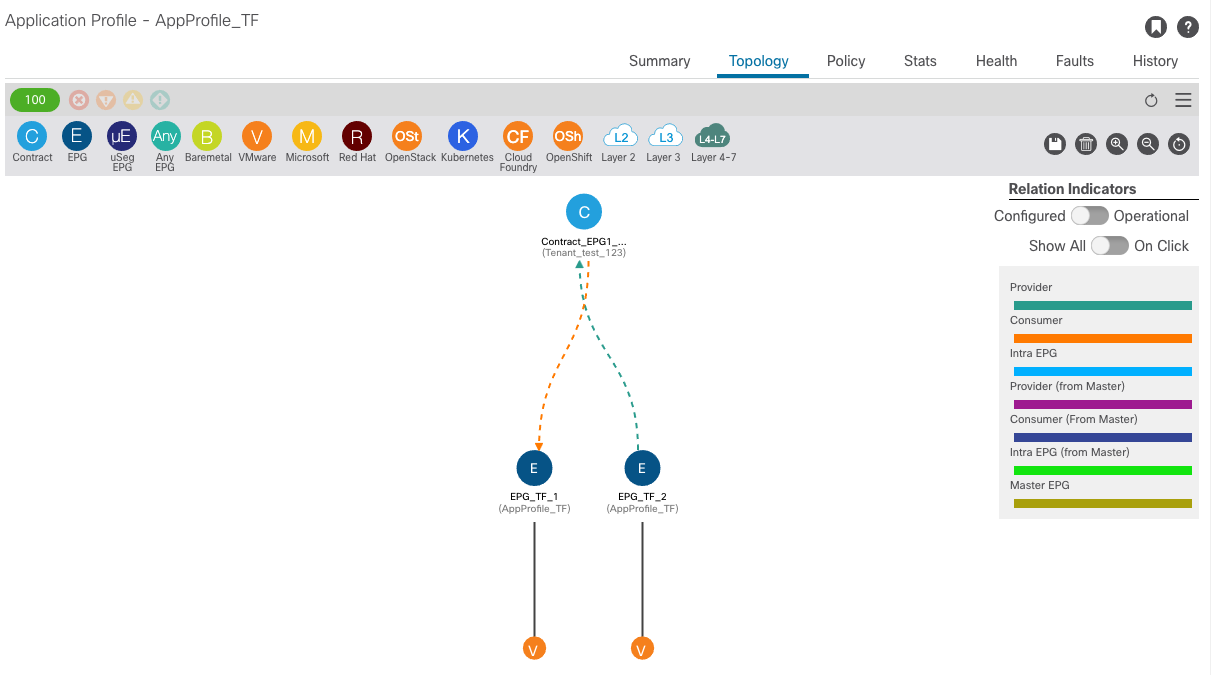 Application Profile - AppProfile_TF
?
Summary
Topology
Policy
Stats
Health
Faults
History
100
C
E
µE
Any
B
V
M
R
OSt
K
CF
OSh
L2
L3
L4-L7
Contract
EPG
uSeg
EPG
Any
EPG
Baremetal
VMware
Microsoft
Red Hat
OpenStack
Kubernetes
Cloud
Foundry
OpenShift
Layer 2
Layer 3
Layer 4-7
Relation Indicators
Configured
Operational
Show All
On Click
Provider
Consumer
Intra EPG
Provider (from Master)
Consumer (From Master)
Intra EPG (from Master)
Master EPG
C
Contract_EPG1_...
(Tenant_test_123)
E
E
EPG_TF_1
(AppProfile_TF)
EPG_TF_2
(AppProfile_TF)
V
V